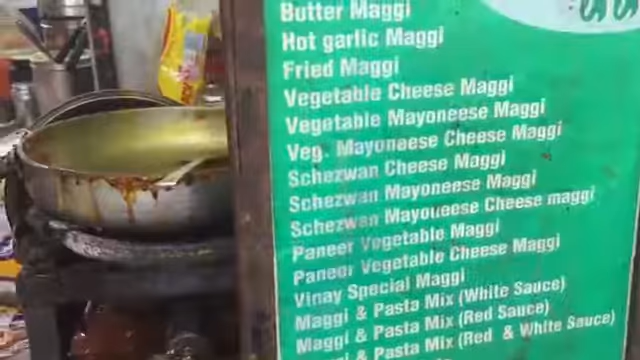 Butter Maggi
Hot garlic Maggi
Fried Maggi
Vegetable Cheese Maggi
Vegetable Mayoneese Maggi
Veg. Mayoneese Cheese Maggi
Schezwan Cheese Maggi
Schezwan Mayoneese Maggi
Schezwan Mayoueese Cheese maggi
Paneer Vegetable Maggi
Paneer Vegetable Cheese Maggi
Vinay Special Maggi
Maggi & Pasta Mix (White Sauce)
Maggi & Pasta Mix (Red Sauce)
Maggi & Pasta Mix (Red & White Sauce)